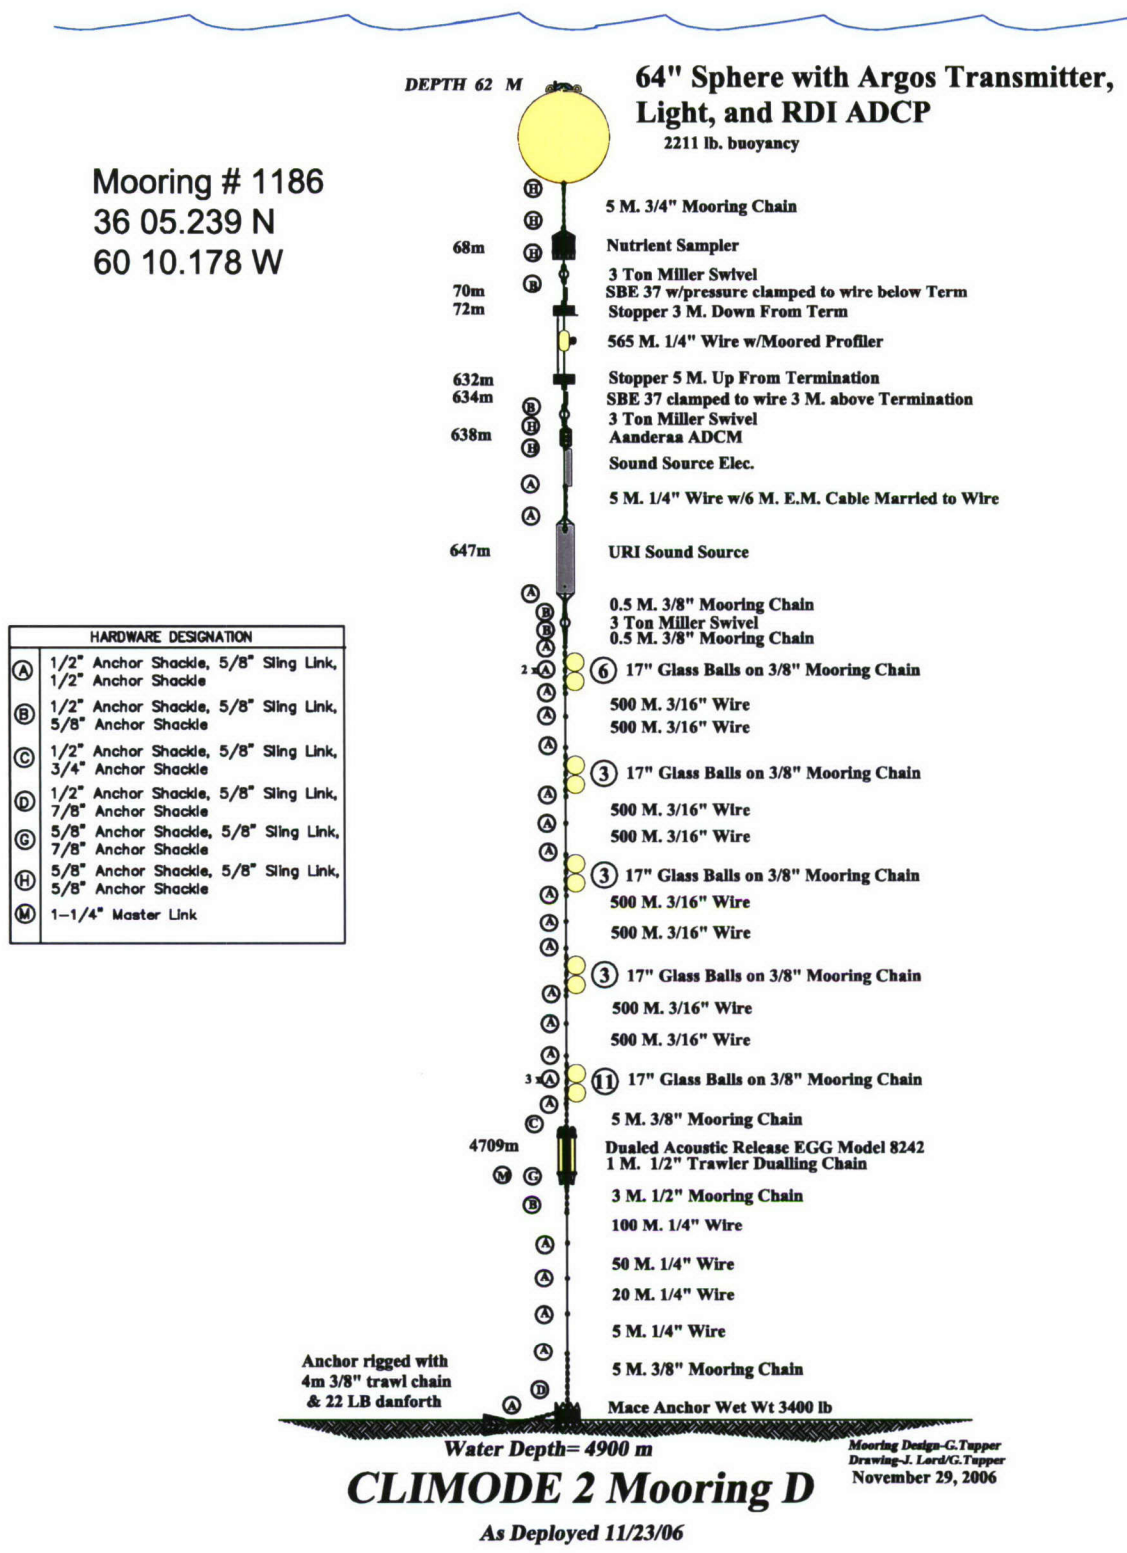 DEPTH 62 M
64" Sphere with Argos Transmitter,
Light, and RDI ADCP
2211 lb. buoyancy
Mooring # 1186
36 05.239 N
60 10.178 W
H
5 M. 3/4" Mooring Chain
H
68m
H
Nutrient Sampler
3 Ton Miller Swivel
B
70m
SBE 37 w/pressure clamped to wire below Term
72m
Stopper 3 M. Down From Term
565 M. 1/4" Wire w/Moored Profiler
632m
Stopper 5 M. Up From Termination
634m
SBE 37 clamped to wire 3 M. above Termination
B
3 Ton Miller Swivel
H
638m
Aanderaa ADCM
H
Sound Source Elec.
A
5 M. 1/4" Wire w/6 M. E.M. Cable Married to Wire
A
647m
URI Sound Source
A
0.5 M. 3/8" Mooring Chain
B
3 Ton Miller Swivel
B
0.5 M. 3/8" Mooring Chain
A
2 x A
6 17" Glass Balls on 3/8" Mooring Chain
A
500 M. 3/16" Wire
A
500 M. 3/16" Wire
A
3 17" Glass Balls on 3/8" Mooring Chain
A
500 M. 3/16" Wire
A
500 M. 3/16" Wire
A
3 17" Glass Balls on 3/8" Mooring Chain
A
500 M. 3/16" Wire
A
500 M. 3/16" Wire
A
3 17" Glass Balls on 3/8" Mooring Chain
A
500 M. 3/16" Wire
A
500 M. 3/16" Wire
A
3 x A
11 17" Glass Balls on 3/8" Mooring Chain
A
5 M. 3/8" Mooring Chain
C
4709m
Dualed Acoustic Release EGG Model 8242
1 M. 1/2" Trawler Dualling Chain
M G
3 M. 1/2" Mooring Chain
B
100 M. 1/4" Wire
A
50 M. 1/4" Wire
A
20 M. 1/4" Wire
A
5 M. 1/4" Wire
A
5 M. 3/8" Mooring Chain
D
A
Mace Anchor Wet Wt 3400 lb
Anchor rigged with
4m 3/8" trawl chain
& 22 LB danforth
HARDWARE DESIGNATION
A 1/2" Anchor Shackle, 5/8" Sling Link,
1/2" Anchor Shackle
B 1/2" Anchor Shackle, 5/8" Sling Link,
5/8" Anchor Shackle
C 1/2" Anchor Shackle, 5/8" Sling Link,
3/4" Anchor Shackle
D 1/2" Anchor Shackle, 5/8" Sling Link,
7/8" Anchor Shackle
G 5/8" Anchor Shackle, 5/8" Sling Link,
7/8" Anchor Shackle
H 5/8" Anchor Shackle, 5/8" Sling Link,
5/8" Anchor Shackle
M 1-1/4" Master Link
Water Depth= 4900 m
Mooring Design-G.Tupper
Drawing-J. Lord/G.Tupper
November 29, 2006
CLIMODE 2 Mooring D
As Deployed 11/23/06